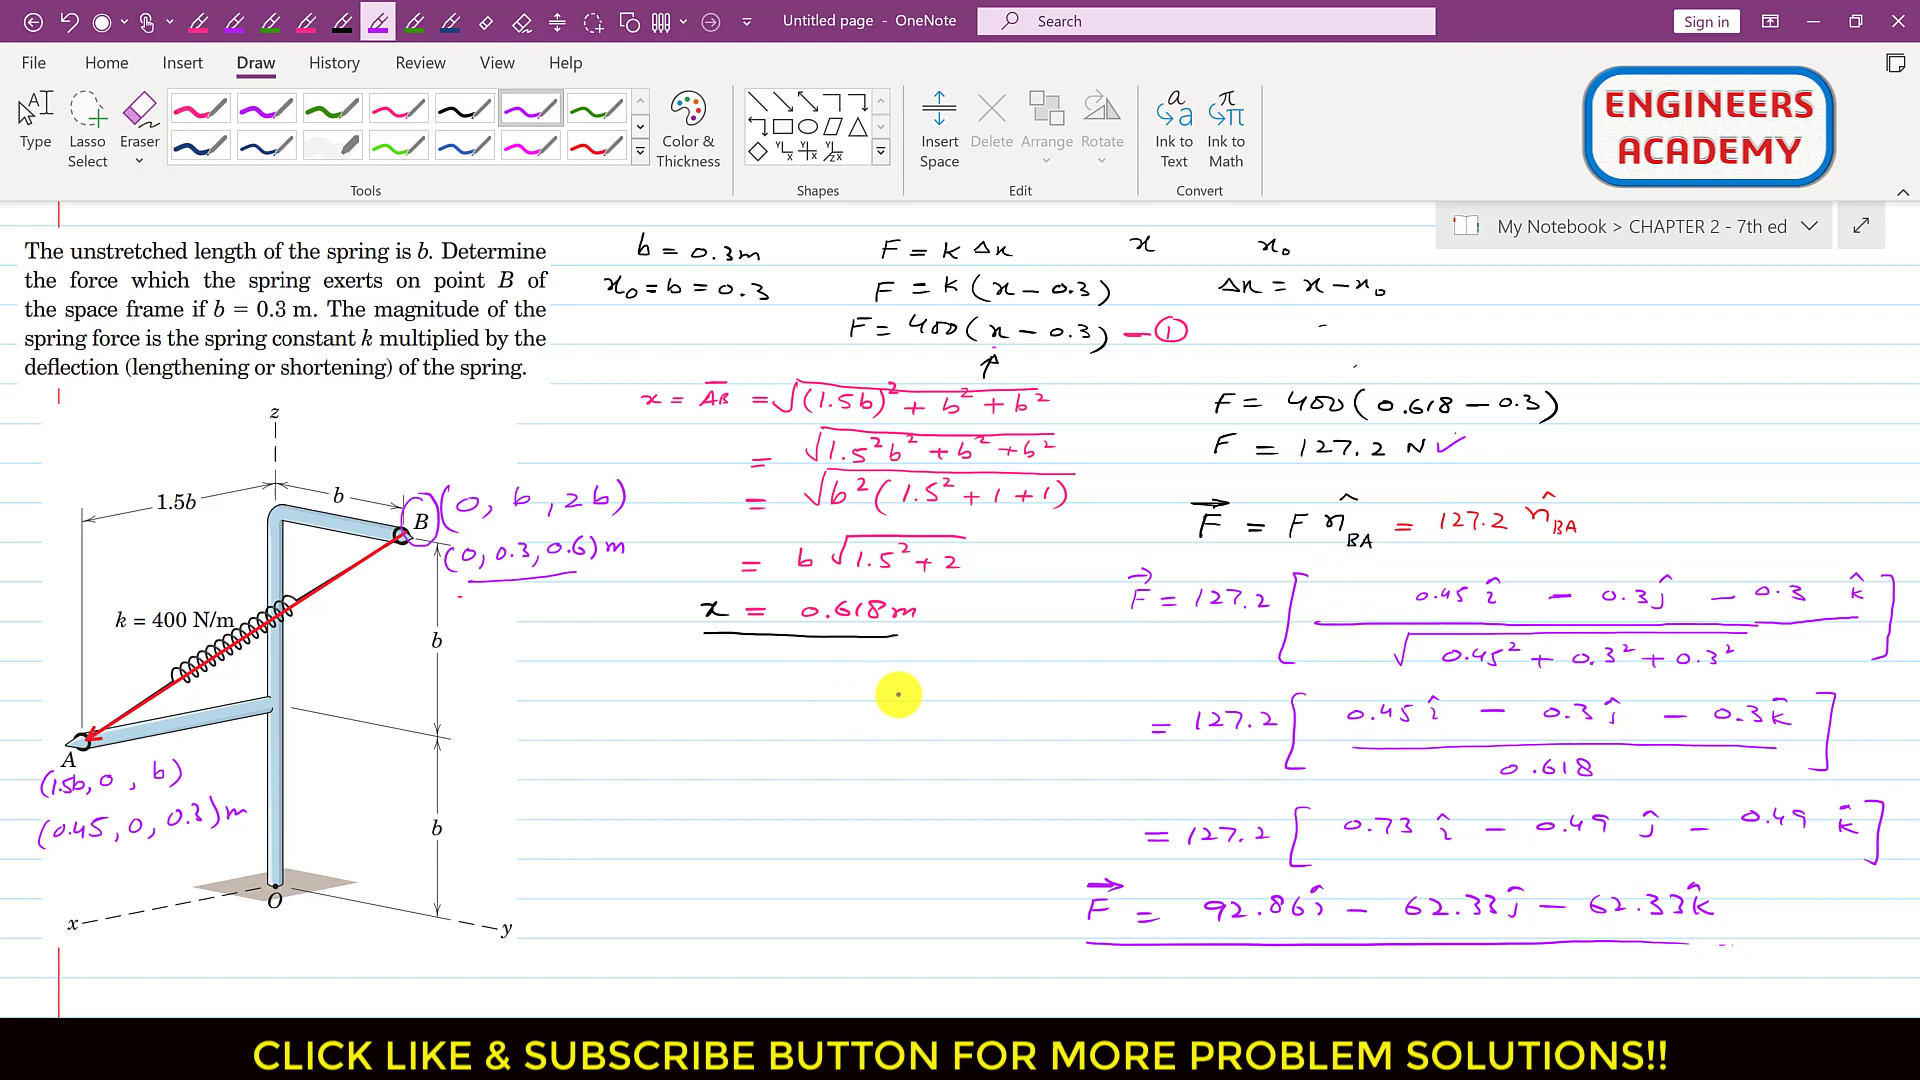 Untitled page - OneNote
Search
Sign in
File Home Insert Draw History Review View Help
Type
Lasso Select
Eraser
Color & Thickness
Insert Space
Delete
Arrange
Rotate
Ink to Text
Ink to Math
Tools
Shapes
Edit
Convert
ENGINEERS
ACADEMY
My Notebook > CHAPTER 2 - 7th ed
The unstretched length of the spring is b. Determine
the force which the spring exerts on point B of
the space frame if b = 0.3 m. The magnitude of the
spring force is the spring constant k multiplied by the
deflection (lengthening or shortening) of the spring.
z
1.5b
b
B
(0, b, 2b)
(0, 0.3, 0.6) m
k = 400 N/m
b
A
(1.5b, 0, b)
(0.45, 0, 0.3) m
b
O
x
y
b = 0.3m
x₀ = b = 0.3
F = K Δx
F = K (x – 0.3)
F = 400 (x – 0.3) — ①
↑
x x₀
Δx = x – x₀
x = AB̅ = √(1.5b)² + b² + b²
= √1.5²b² + b² + b²
= √b² (1.5² + 1 + 1)
= b √1.5² + 2
x = 0.618m
F = 400 (0.618 – 0.3)
F = 127.2 N ✓
F⃗ = F n̂BA = 127.2 n̂BA
F⃗ = 127.2 [ 0.45 î – 0.3 ĵ – 0.3 k̂ / √0.45² + 0.3² + 0.3² ]
= 127.2 [ 0.45 î – 0.3 ĵ – 0.3 k̂ / 0.618 ]
= 127.2 [ 0.73 î – 0.49 ĵ – 0.49 k̂ ]
F⃗ = 92.86 î – 62.33 ĵ – 62.33 k̂
CLICK LIKE & SUBSCRIBE BUTTON FOR MORE PROBLEM SOLUTIONS!!